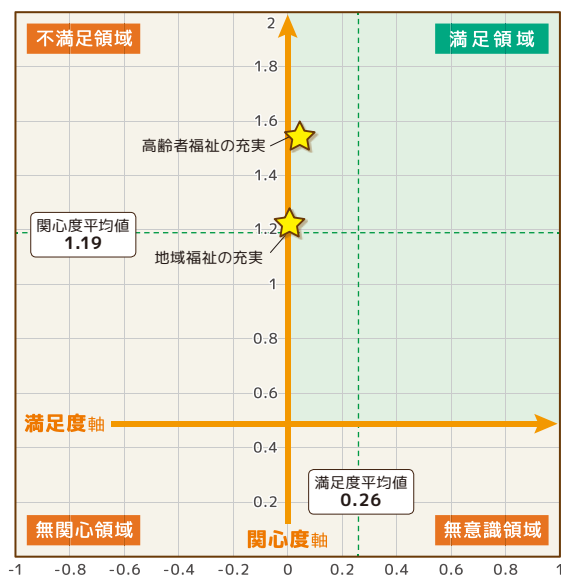 不満足領域
満足領域
2
1.8
1.6
高齢者福祉の充実
1.4
関心度平均値
1.19
1.2
地域福祉の充実
1
0.8
0.6
満足度軸
0.4
満足度平均値
0.26
0.2
無関心領域
関心度軸
無意識領域
-1 -0.8 -0.6 -0.4 -0.2 0 0.2 0.4 0.6 0.8 1